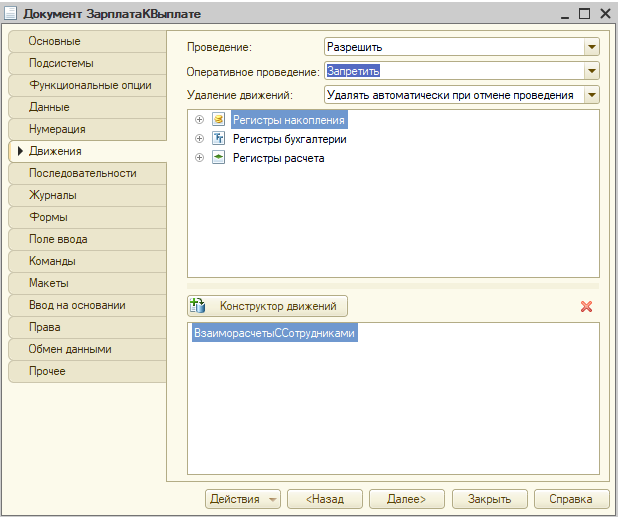 Документ ЗарплатаКВыплате
Основные
Подсистемы
Функциональные опции
Данные
Нумерация
Движения
Последовательности
Журналы
Формы
Поле ввода
Команды
Макеты
Ввод на основании
Права
Обмен данными
Прочее
Проведение: Разрешить
Оперативное проведение: Запретить
Удаление движений: Удалять автоматически при отмене проведения
Регистры накопления
Регистры бухгалтерии
Регистры расчета
Конструктор движений
ВзаиморасчетыССотрудниками
Действия <Назад Далее> Закрыть Справка